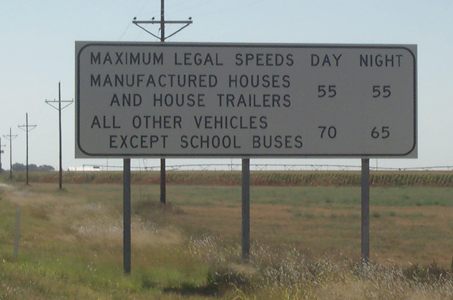 MAXIMUM LEGAL SPEEDS DAY NIGHT
MANUFACTURED HOUSES
AND HOUSE TRAILERS 55 55
ALL OTHER VEHICLES
EXCEPT SCHOOL BUSES 70 65